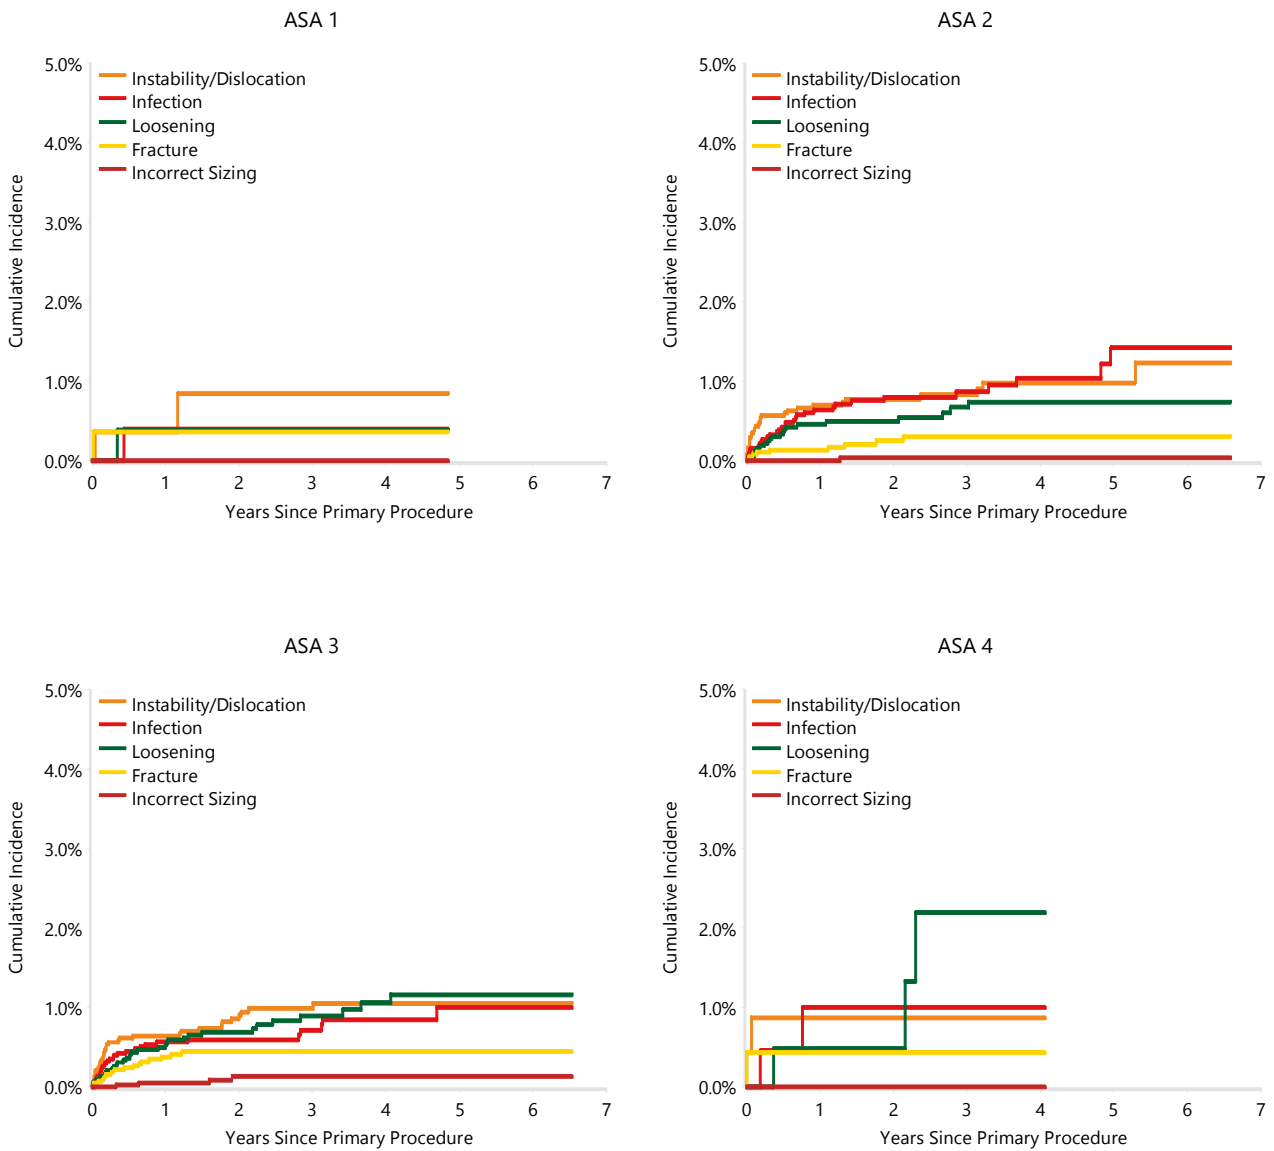 ASA 1
5.0%
4.0%
3.0%
2.0%
1.0%
0.0%
Cumulative Incidence
Instability/Dislocation
Infection
Loosening
Fracture
Incorrect Sizing
0 1 2 3 4 5 6 7
Years Since Primary Procedure
ASA 2
5.0%
4.0%
3.0%
2.0%
1.0%
0.0%
Cumulative Incidence
Instability/Dislocation
Infection
Loosening
Fracture
Incorrect Sizing
0 1 2 3 4 5 6 7
Years Since Primary Procedure
ASA 3
5.0%
4.0%
3.0%
2.0%
1.0%
0.0%
Cumulative Incidence
Instability/Dislocation
Infection
Loosening
Fracture
Incorrect Sizing
0 1 2 3 4 5 6 7
Years Since Primary Procedure
ASA 4
5.0%
4.0%
3.0%
2.0%
1.0%
0.0%
Cumulative Incidence
Instability/Dislocation
Infection
Loosening
Fracture
Incorrect Sizing
0 1 2 3 4 5 6 7
Years Since Primary Procedure